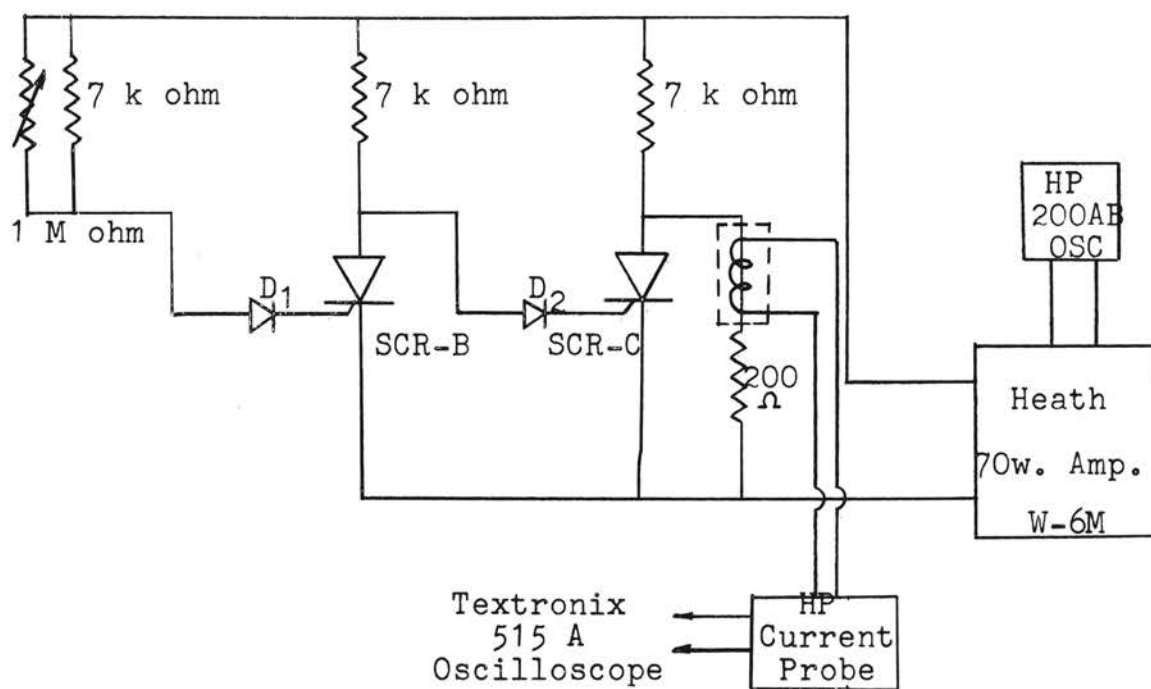 7 k ohm
7 k ohm
7 k ohm
1 M ohm
HP
200AB
OSC
D1
D2
SCR-B
SCR-C
200
Ω
Heath
70w. Amp.
W-6M
Textronix
515 A
Oscilloscope
HP
Current
Probe